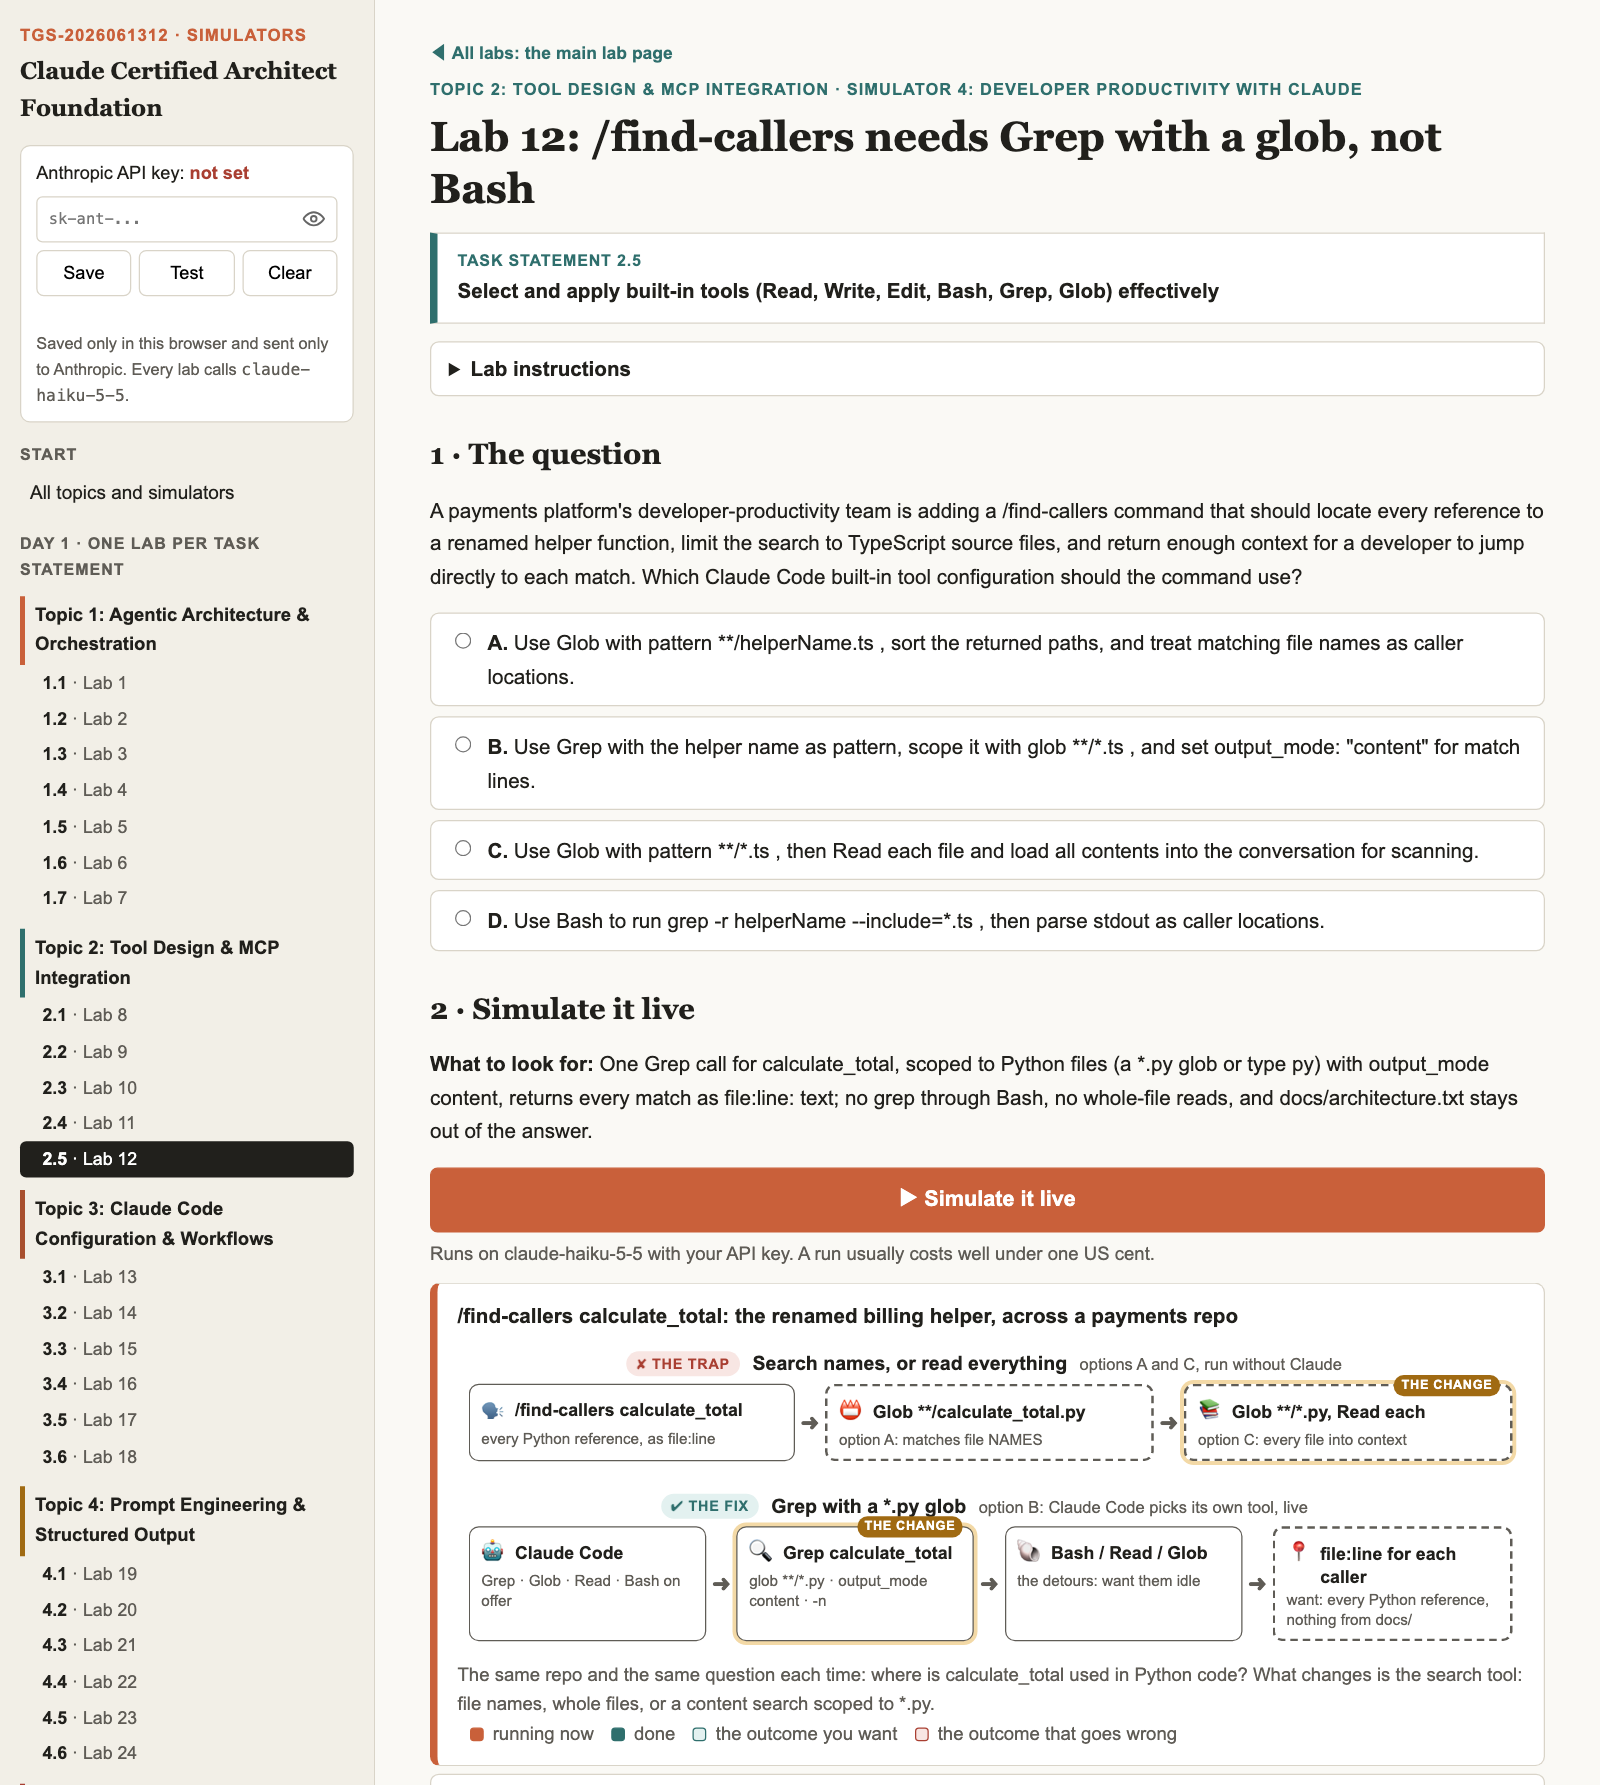 TGS-2026061312 · SIMULATORS
Claude Certified Architect
Foundation
Anthropic API key: not set
sk-ant-...
Save
Test
Clear
Saved only in this browser and sent only
to Anthropic. Every lab calls claude-
haiku-5-5.
START
All topics and simulators
DAY 1 · ONE LAB PER TASK
STATEMENT
Topic 1: Agentic Architecture &
Orchestration
1.1 · Lab 1
1.2 · Lab 2
1.3 · Lab 3
1.4 · Lab 4
1.5 · Lab 5
1.6 · Lab 6
1.7 · Lab 7
Topic 2: Tool Design & MCP
Integration
2.1 · Lab 8
2.2 · Lab 9
2.3 · Lab 10
2.4 · Lab 11
2.5 · Lab 12
Topic 3: Claude Code
Configuration & Workflows
3.1 · Lab 13
3.2 · Lab 14
3.3 · Lab 15
3.4 · Lab 16
3.5 · Lab 17
3.6 · Lab 18
Topic 4: Prompt Engineering &
Structured Output
4.1 · Lab 19
4.2 · Lab 20
4.3 · Lab 21
4.4 · Lab 22
4.5 · Lab 23
4.6 · Lab 24
◀ All labs: the main lab page
TOPIC 2: TOOL DESIGN & MCP INTEGRATION · SIMULATOR 4: DEVELOPER PRODUCTIVITY WITH CLAUDE
Lab 12: /find-callers needs Grep with a glob, not
Bash
TASK STATEMENT 2.5
Select and apply built-in tools (Read, Write, Edit, Bash, Grep, Glob) effectively
▶ Lab instructions
1 · The question
A payments platform's developer-productivity team is adding a /find-callers command that should locate every reference to
a renamed helper function, limit the search to TypeScript source files, and return enough context for a developer to jump
directly to each match. Which Claude Code built-in tool configuration should the command use?
A. Use Glob with pattern **/helperName.ts , sort the returned paths, and treat matching file names as caller
locations.
B. Use Grep with the helper name as pattern, scope it with glob **/*.ts , and set output_mode: "content" for match
lines.
C. Use Glob with pattern **/*.ts , then Read each file and load all contents into the conversation for scanning.
D. Use Bash to run grep -r helperName --include=*.ts , then parse stdout as caller locations.
2 · Simulate it live
What to look for: One Grep call for calculate_total, scoped to Python files (a *.py glob or type py) with output_mode
content, returns every match as file:line: text; no grep through Bash, no whole-file reads, and docs/architecture.txt stays
out of the answer.
▶ Simulate it live
Runs on claude-haiku-5-5 with your API key. A run usually costs well under one US cent.
/find-callers calculate_total: the renamed billing helper, across a payments repo
✘ THE TRAP Search names, or read everything options A and C, run without Claude
THE CHANGE
/find-callers calculate_total
every Python reference, as file:line
➜
Glob **/calculate_total.py
option A: matches file NAMES
➜
Glob **/*.py, Read each
option C: every file into context
✔ THE FIX Grep with a *.py glob option B: Claude Code picks its own tool, live
THE CHANGE
Claude Code
Grep · Glob · Read · Bash on
offer
➜
Grep calculate_total
glob **/*.py · output_mode
content · -n
➜
Bash / Read / Glob
the detours: want them idle
➜
file:line for each
caller
want: every Python reference,
nothing from docs/
The same repo and the same question each time: where is calculate_total used in Python code? What changes is the search tool:
file names, whole files, or a content search scoped to *.py.
running now done the outcome you want the outcome that goes wrong